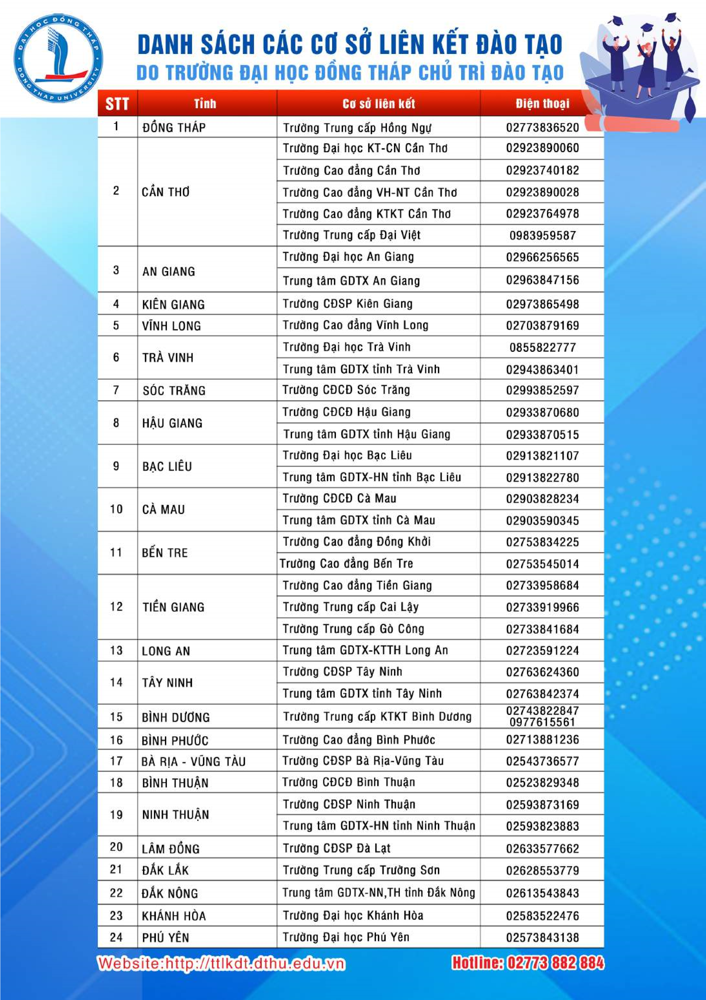 ĐẠI HỌC ĐỒNG THÁP
DONG THAP UNIVERSITY
DANH SÁCH CÁC CƠ SỞ LIÊN KẾT ĐÀO TẠO
DO TRƯỜNG ĐẠI HỌC ĐỒNG THÁP CHỦ TRÌ ĐÀO TẠO
STT Tỉnh Cơ sở liên kết Điện thoại
1 ĐỒNG THÁP Trường Trung cấp Hồng Ngự 02773836520
Trường Đại học KT-CN Cần Thơ 02923890060
Trường Cao đẳng Cần Thơ 02923740182
2 CẦN THƠ Trường Cao đẳng VH-NT Cần Thơ 02923890028
Trường Cao đẳng KTKT Cần Thơ 02923764978
Trường Trung cấp Đại Việt 0983959587
3 AN GIANG Trường Đại học An Giang 02966256565
Trung tâm GDTX An Giang 02963847156
4 KIÊN GIANG Trường CĐSP Kiên Giang 02973865498
5 VĨNH LONG Trường Cao đẳng Vĩnh Long 02703879169
6 TRÀ VINH Trường Đại học Trà Vinh 0855822777
Trung tâm GDTX tỉnh Trà Vinh 02943863401
7 SÓC TRĂNG Trường CĐCĐ Sóc Trăng 02993852597
8 HẬU GIANG Trường CĐCĐ Hậu Giang 02933870680
Trung tâm GDTX tỉnh Hậu Giang 02933870515
9 BẠC LIÊU Trường Đại học Bạc Liêu 02913821107
Trung tâm GDTX-HN tỉnh Bạc Liêu 02913822780
10 CÀ MAU Trường CĐCĐ Cà Mau 02903828234
Trung tâm GDTX tỉnh Cà Mau 02903590345
11 BẾN TRE Trường Cao đẳng Đồng Khởi 02753834225
Trường Cao đẳng Bến Tre 02753545014
Trường Cao đẳng Tiền Giang 02733958684
12 TIỀN GIANG Trường Trung cấp Cai Lậy 02733919966
Trường Trung cấp Gò Công 02733841684
13 LONG AN Trung tâm GDTX-KTTH Long An 02723591224
14 TÂY NINH Trường CĐSP Tây Ninh 02763624360
Trung tâm GDTX tỉnh Tây Ninh 02763842374
15 BÌNH DƯƠNG Trường Trung cấp KTKT Bình Dương 02743822847
0977615561
16 BÌNH PHƯỚC Trường Cao đẳng Bình Phước 02713881236
17 BÀ RỊA - VŨNG TÀU Trường CĐSP Bà Rịa-Vũng Tàu 02543736577
18 BÌNH THUẬN Trường CĐCĐ Bình Thuận 02523829348
19 NINH THUẬN Trường CĐSP Ninh Thuận 02593873169
Trung tâm GDTX-HN tỉnh Ninh Thuận 02593823883
20 LÂM ĐỒNG Trường CĐSP Đà Lạt 02633577662
21 ĐẮK LẮK Trường Trung cấp Trường Sơn 02628553779
22 ĐẮK NÔNG Trung tâm GDTX-NN,TH tỉnh Đắk Nông 02613543843
23 KHÁNH HÒA Trường Đại học Khánh Hòa 02583522476
24 PHÚ YÊN Trường Đại học Phú Yên 02573843138
Website:http://ttlkdt.dthu.edu.vn Hotline: 02773 882 884